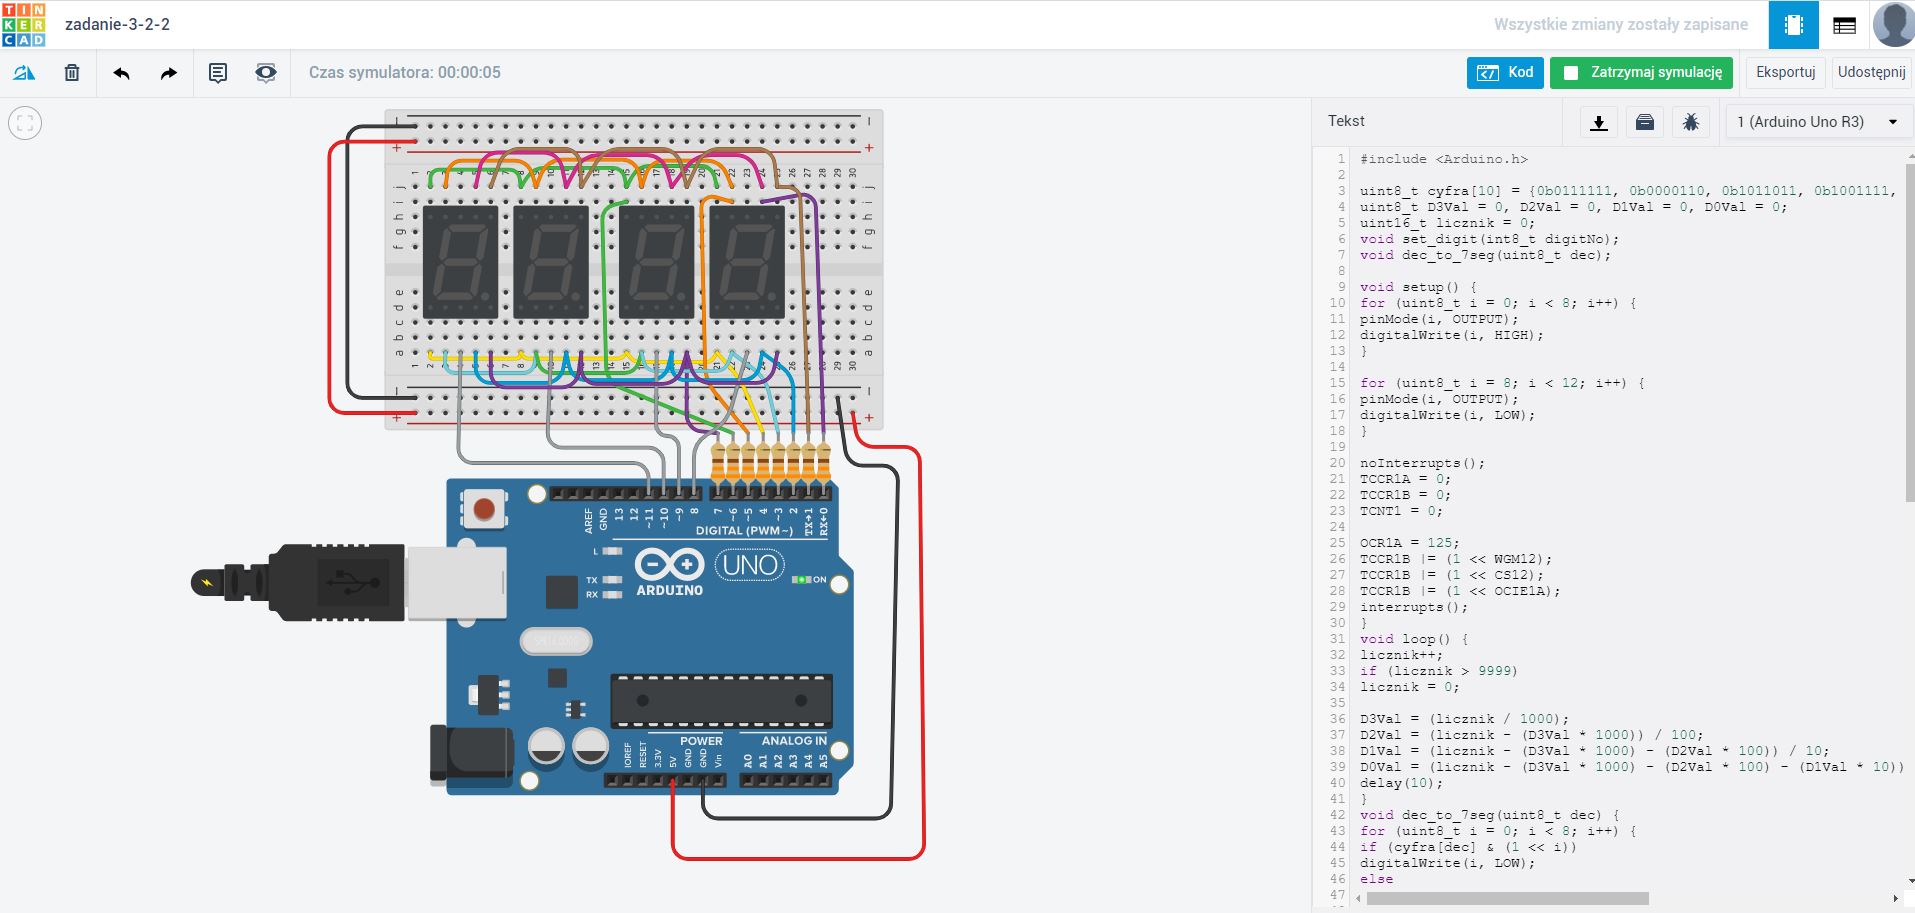 TIN
KER
CAD
zadanie-3-2-2
Wszystkie zmiany zostały zapisane
Czas symulatora: 00:00:05
Kod
Zatrzymaj symulację
Eksportuj
Udostępnij
Tekst
1 (Arduino Uno R3)
1 #include <Arduino.h>
2
3 uint8_t cyfra[10] = {0b0111111, 0b0000110, 0b1011011, 0b1001111,
4 uint8_t D3Val = 0, D2Val = 0, D1Val = 0, D0Val = 0;
5 uint16_t licznik = 0;
6 void set_digit(int8_t digitNo);
7 void dec_to_7seg(uint8_t dec);
8
9 void setup() {
10 for (uint8_t i = 0; i < 8; i++) {
11 pinMode(i, OUTPUT);
12 digitalWrite(i, HIGH);
13 }
14
15 for (uint8_t i = 8; i < 12; i++) {
16 pinMode(i, OUTPUT);
17 digitalWrite(i, LOW);
18 }
19
20 noInterrupts();
21 TCCR1A = 0;
22 TCCR1B = 0;
23 TCNT1 = 0;
24
25 OCR1A = 125;
26 TCCR1B |= (1 << WGM12);
27 TCCR1B |= (1 << CS12);
28 TCCR1B |= (1 << OCIE1A);
29 interrupts();
30 }
31 void loop() {
32 licznik++;
33 if (licznik > 9999)
34 licznik = 0;
35
36 D3Val = (licznik / 1000);
37 D2Val = (licznik - (D3Val * 1000)) / 100;
38 D1Val = (licznik - (D3Val * 1000) - (D2Val * 100)) / 10;
39 D0Val = (licznik - (D3Val * 1000) - (D2Val * 100) - (D1Val * 10))
40 delay(10);
41 }
42 void dec_to_7seg(uint8_t dec) {
43 for (uint8_t i = 0; i < 8; i++) {
44 if (cyfra[dec] & (1 << i))
45 digitalWrite(i, LOW);
46 else
47
AREF
GND
13
12
~11
~10
~9
8
7
~6
~5
4
~3
2
TX→1
RX←0
DIGITAL (PWM~)
L
TX
RX
UNO
ON
ARDUINO
POWER
ANALOG IN
IOREF
RESET
3.3V
5V
GND
GND
Vin
A0
A1
A2
A3
A4
A5